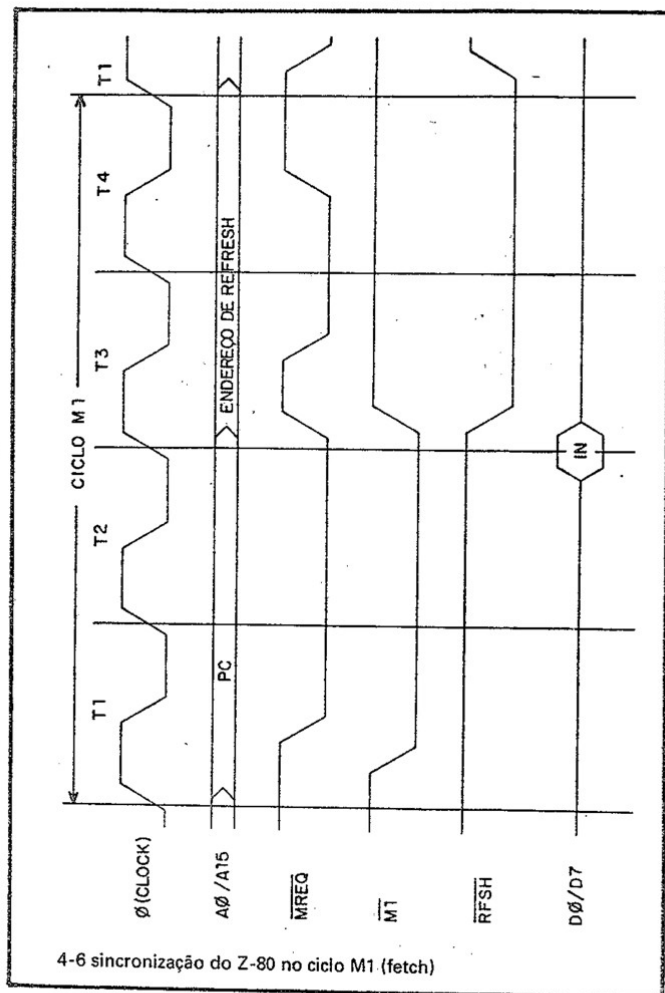 CICLO M1
T1 T2 T3 T4 T1
Ø(CLOCK)
AØ/A15
PC ENDEREÇO DE REFRESH
MREQ
M1
RFSH
DØ/D7
IN
4-6 sincronização do Z-80 no ciclo M1 (fetch)